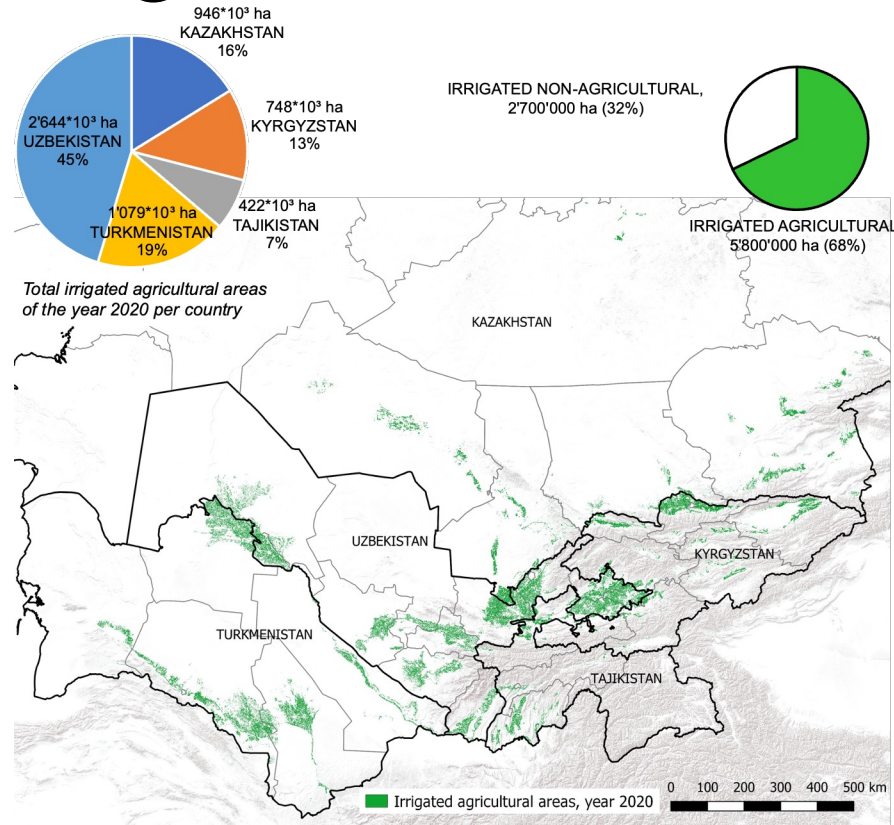 946*10³ ha
KAZAKHSTAN
16%
748*10³ ha
KYRGYZSTAN
13%
2'644*10³ ha
UZBEKISTAN
45%
422*10³ ha
TAJIKISTAN
7%
1'079*10³ ha
TURKMENISTAN
19%
Total irrigated agricultural areas
of the year 2020 per country
IRRIGATED NON-AGRICULTURAL,
2'700'000 ha (32%)
IRRIGATED AGRICULTURAL
5'800'000 ha (68%)
KAZAKHSTAN
UZBEKISTAN
KYRGYZSTAN
TURKMENISTAN
TAJIKISTAN
Irrigated agricultural areas, year 2020
0 100 200 300 400 500 km